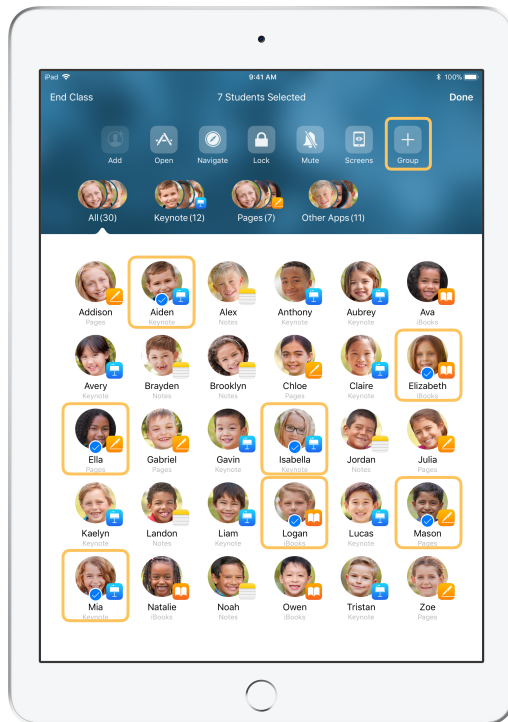 iPad 9:41 AM 100%
End Class 7 Students Selected Done
Add Open Navigate Lock Mute Screens Group
All (30) Keynote (12) Pages (7) Other Apps (11)
Addison Aiden Alex Anthony Aubrey Ava
Pages Keynote Notes Keynote Keynote iBooks
Avery Brayden Brooklyn Chloe Claire Elizabeth
Keynote Notes Notes Pages Keynote iBooks
Ella Gabriel Gavin Isabella Jordan Julia
Pages Pages Keynote Keynote Notes Pages
Kaelyn Landon Liam Logan Lucas Mason
Keynote Notes Keynote iBooks Keynote Pages
Mia Natalie Noah Owen Tristan Zoe
Keynote iBooks Notes iBooks Keynote Pages